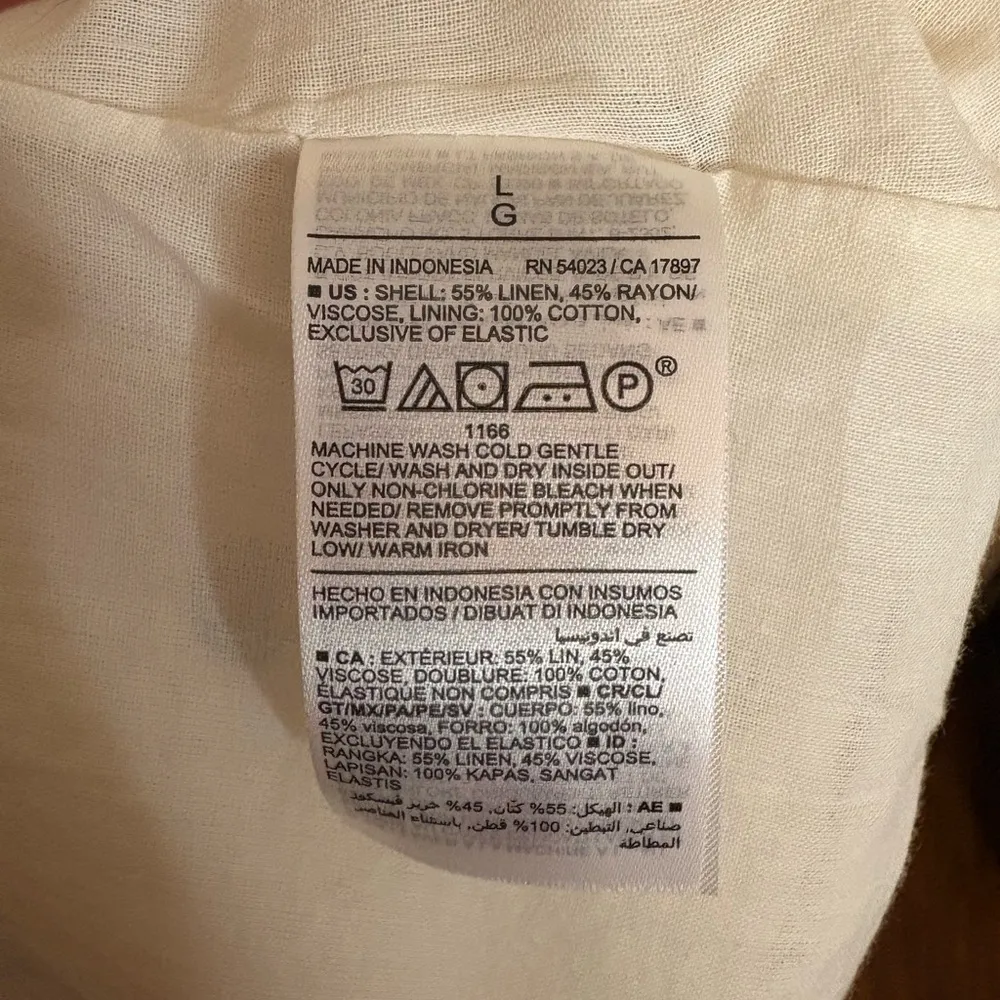 L
G
MADE IN INDONESIA RN 54023 / CA 17897
■ US : SHELL: 55% LINEN, 45% RAYON/
VISCOSE, LINING: 100% COTTON,
EXCLUSIVE OF ELASTIC
30 P ®
1166
MACHINE WASH COLD GENTLE
CYCLE/ WASH AND DRY INSIDE OUT/
ONLY NON-CHLORINE BLEACH WHEN
NEEDED/ REMOVE PROMPTLY FROM
WASHER AND DRYER/ TUMBLE DRY
LOW/ WARM IRON
HECHO EN INDONESIA CON INSUMOS
IMPORTADOS / DIBUAT DI INDONESIA
تصنع في اندونيسيا
■ CA : EXTÉRIEUR: 55% LIN, 45%
VISCOSE, DOUBLURE: 100% COTON,
ÉLASTIQUE NON COMPRIS ■ CR/CL/
GT/MX/PA/PE/SV : CUERPO: 55% lino,
45% viscosa, FORRO: 100% algodón,
EXCLUYENDO EL ELASTICO ■ ID :
RANGKA: 55% LINEN, 45% VISCOSE,
LAPISAN: 100% KAPAS, SANGAT
ELASTIS
■ AE : الهيكل: 55% كتّان, 45% حرير فيسكوز
صناعي, التبطين: 100% قطن, باستثناء العناصر
المطاطة